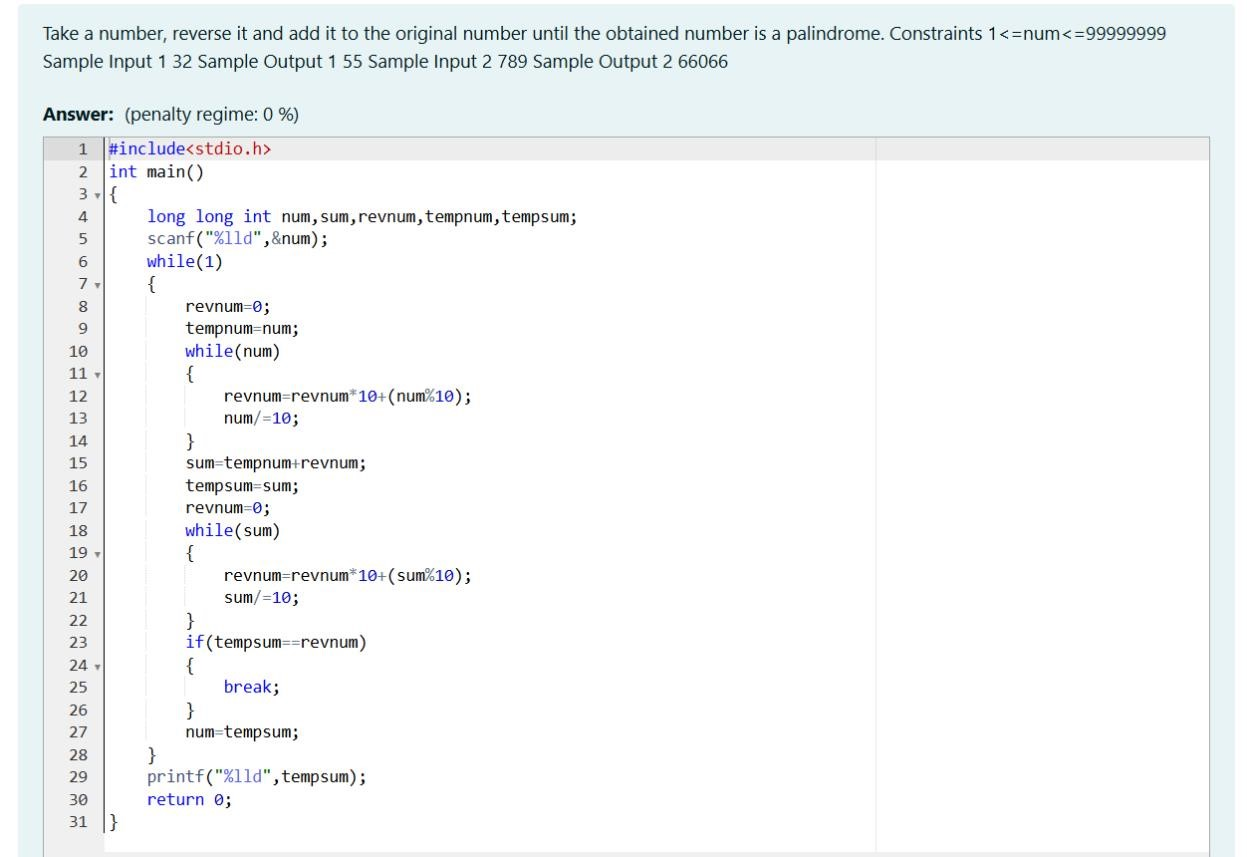 Take a number, reverse it and add it to the original number until the obtained number is a palindrome. Constraints 1<=num<=99999999
Sample Input 1 32 Sample Output 1 55 Sample Input 2 789 Sample Output 2 66066
Answer: (penalty regime: 0 %)
1 #include<stdio.h>
2 int main()
3 {
4     long long int num,sum,revnum,tempnum,tempsum;
5     scanf("%lld",&num);
6     while(1)
7     {
8         revnum=0;
9         tempnum=num;
10         while(num)
11         {
12             revnum=revnum*10+(num%10);
13             num/=10;
14         }
15         sum=tempnum+revnum;
16         tempsum=sum;
17         revnum=0;
18         while(sum)
19         {
20             revnum=revnum*10+(sum%10);
21             sum/=10;
22         }
23         if(tempsum==revnum)
24         {
25             break;
26         }
27         num=tempsum;
28     }
29     printf("%lld",tempsum);
30     return 0;
31 }